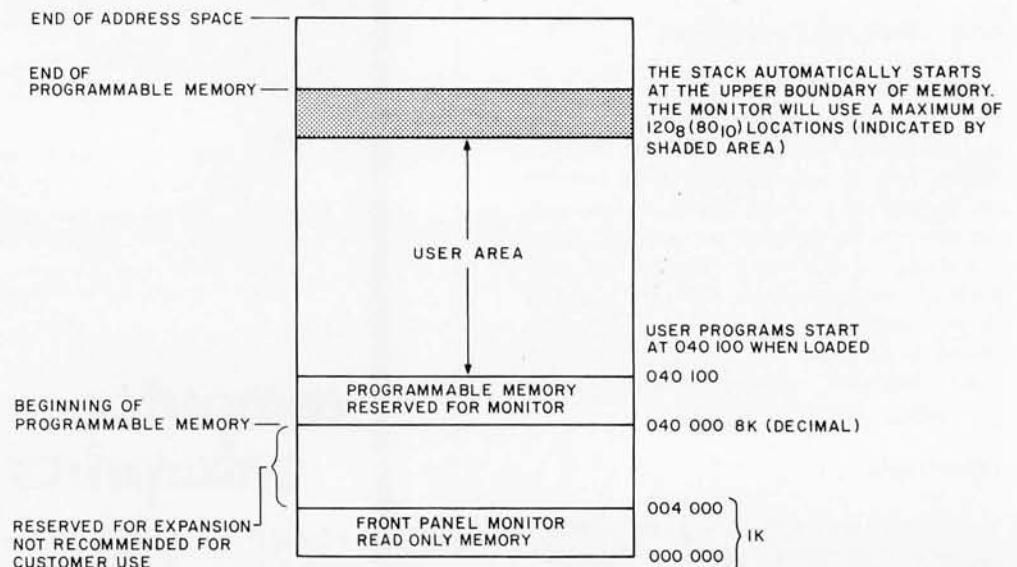 END OF ADDRESS SPACE
END OF
PROGRAMMABLE MEMORY
THE STACK AUTOMATICALLY STARTS
AT THE UPPER BOUNDARY OF MEMORY.
THE MONITOR WILL USE A MAXIMUM OF
120₈(80₁₀) LOCATIONS (INDICATED BY
SHADED AREA)
USER AREA
USER PROGRAMS START
AT 040 100 WHEN LOADED
040 100
PROGRAMMABLE MEMORY
RESERVED FOR MONITOR
BEGINNING OF
PROGRAMMABLE MEMORY
040 000 8K (DECIMAL)
RESERVED FOR EXPANSION
NOT RECOMMENDED FOR
CUSTOMER USE
004 000
FRONT PANEL MONITOR
READ ONLY MEMORY
1K
000 000